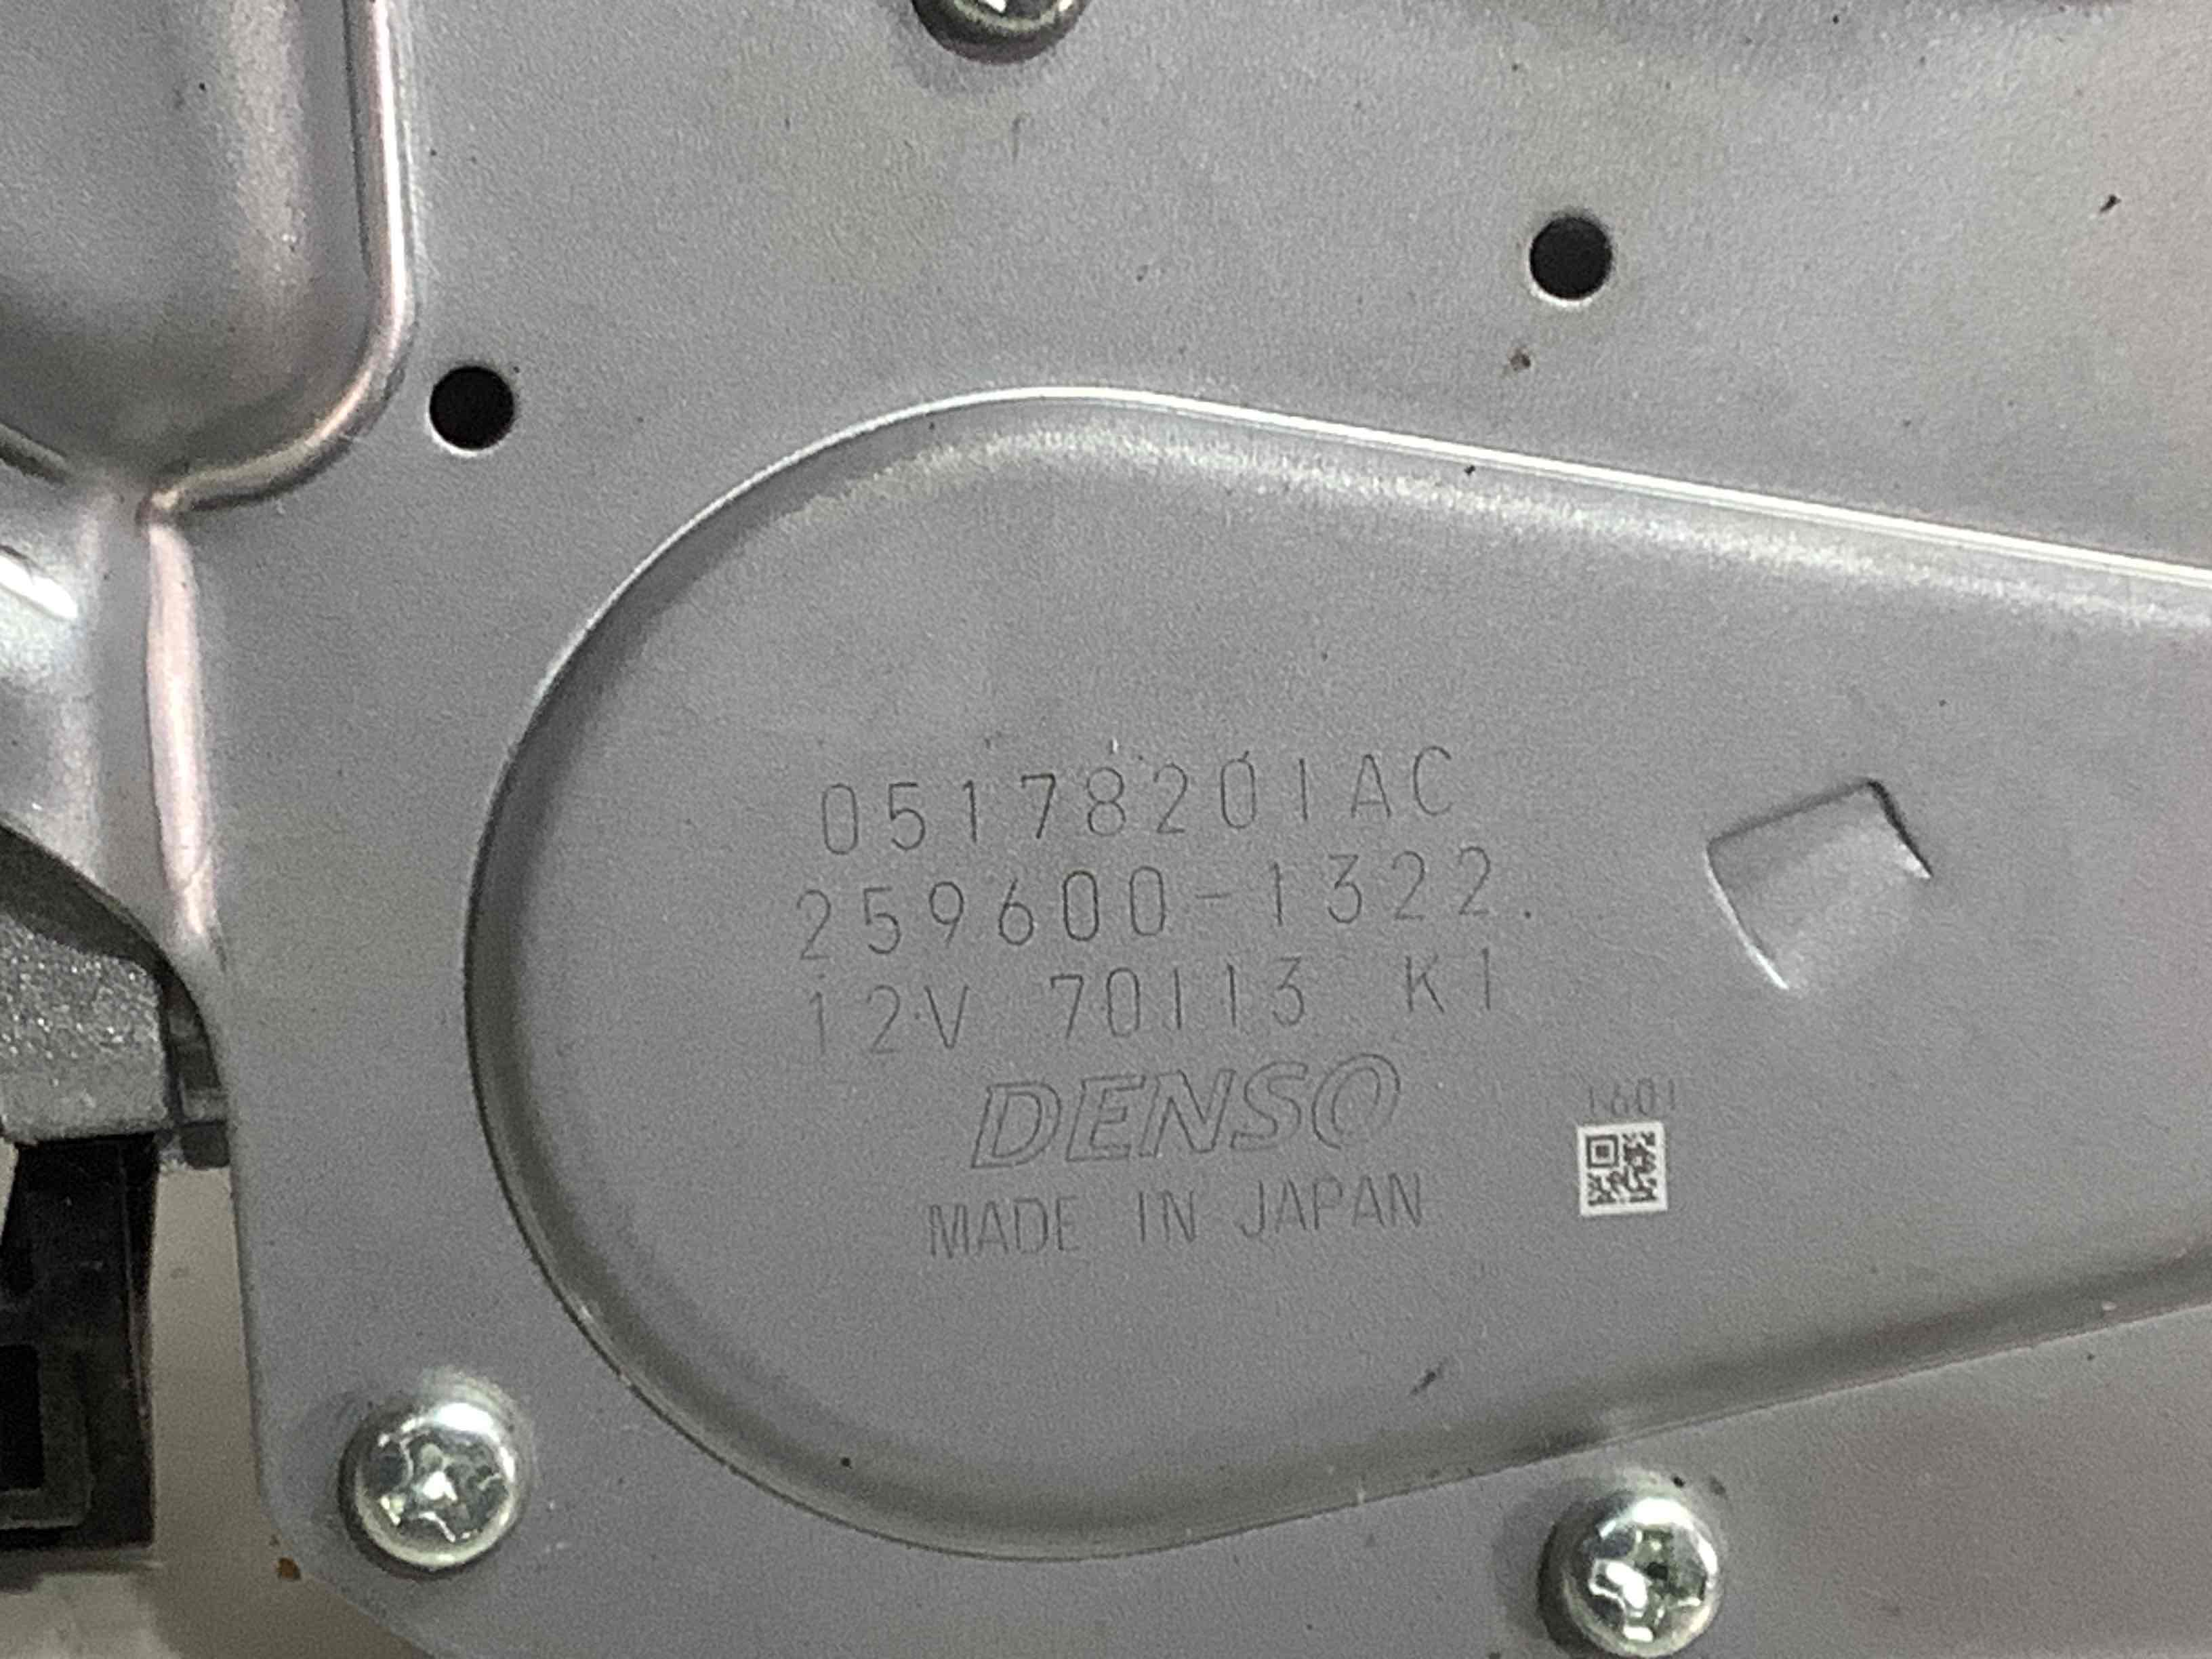 05178201AC
259600-1322
12V 70113 K1
DENSO
MADE IN JAPAN
1601